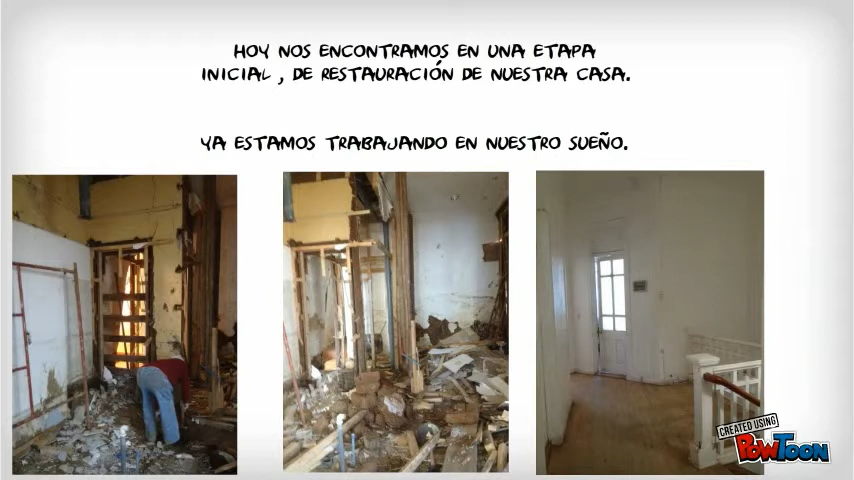 HOY NOS ENCONTRAMOS EN UNA ETAPA
INICIAL , DE RESTAURACIÓN DE NUESTRA CASA.
YA ESTAMOS TRABAJANDO EN NUESTRO SUEÑO.
CREATED USING
POWTOON